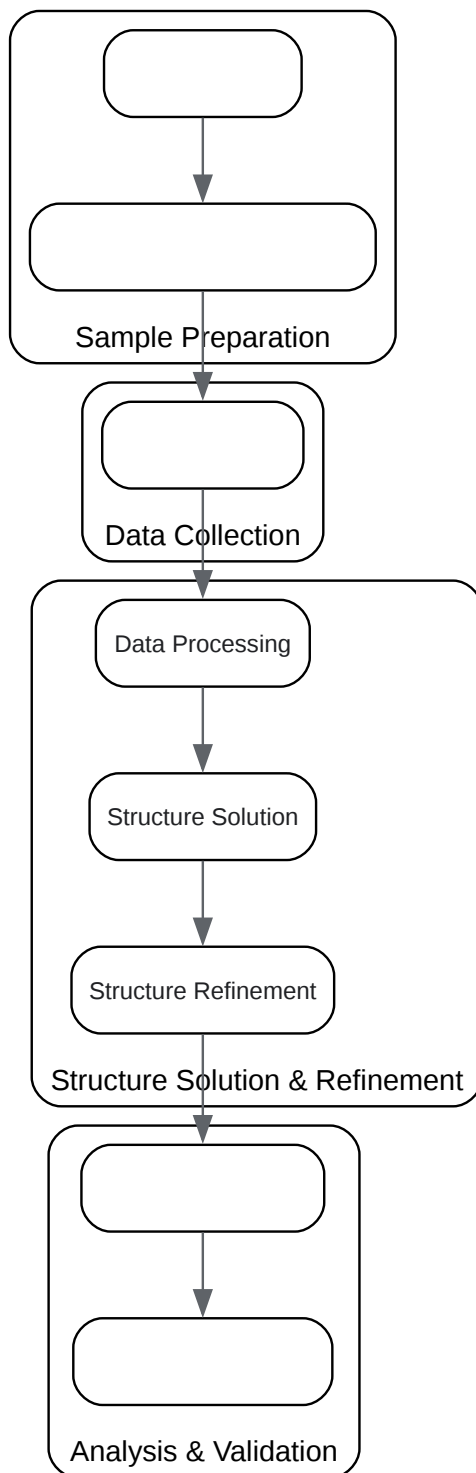 Sample Preparation
Data Collection
Data Processing
Structure Solution
Structure Refinement
Structure Solution & Refinement
Analysis & Validation